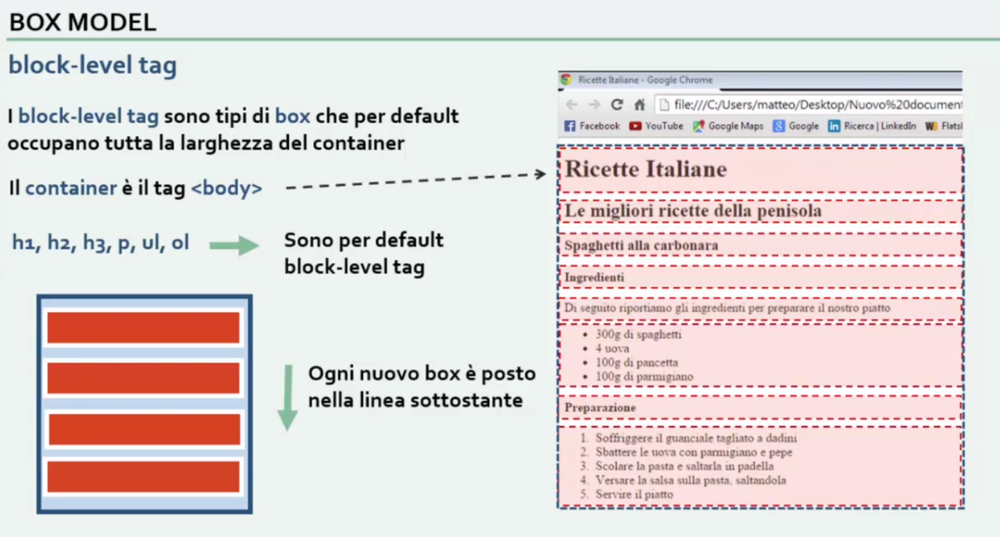 BOX MODEL
block-level tag
I block-level tag sono tipi di box che per default
occupano tutta la larghezza del container
Il container è il tag <body>
h1, h2, h3, p, ul, ol
Sono per default
block-level tag
Ogni nuovo box è posto
nella linea sottostante
Ricette Italiane - Google Chrome
file:///C:/Users/matteo/Desktop/Nuovo%20document
Facebook YouTube Google Maps Google Ricerca | LinkedIn
Ricette Italiane
Le migliori ricette della penisola
Spaghetti alla carbonara
Ingredienti
Di seguito riportiamo gli ingredienti per preparare il nostro piatto
• 300g di spaghetti
• 4 uova
• 100g di pancetta
• 100g di parmigiano
Preparazione
1. Soffriggere il guanciale tagliato a dadini
2. Sbattere le uova con parmigiano e pepe
3. Scolare la pasta e saltarla in padella
4. Versare la salsa sulla pasta, saltandola
5. Servire il piatto